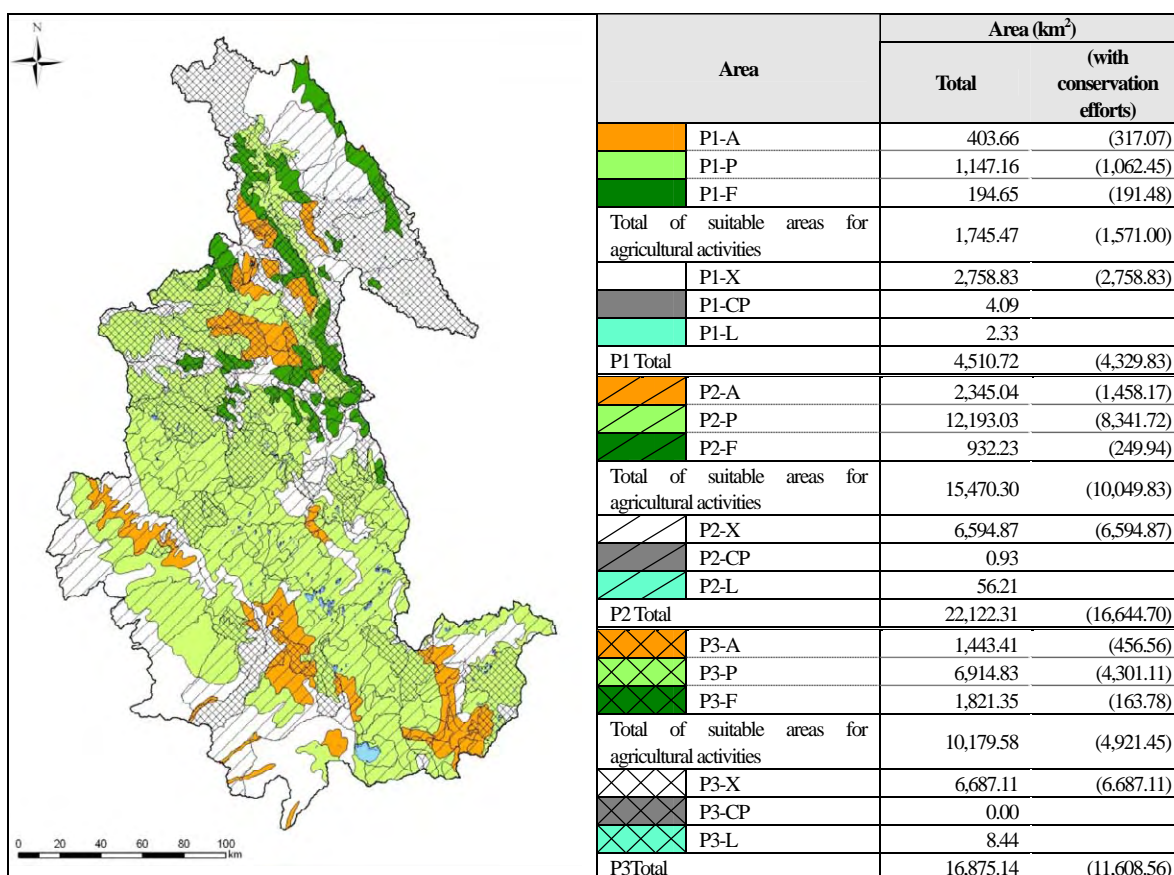 N
0 20 40 60 80 100
km
Area
Area (km²)
Total
(with conservation efforts)
P1-A 403.66 (317.07)
P1-P 1,147.16 (1,062.45)
P1-F 194.65 (191.48)
Total of suitable areas for agricultural activities 1,745.47 (1,571.00)
P1-X 2,758.83 (2,758.83)
P1-CP 4.09
P1-L 2.33
P1 Total 4,510.72 (4,329.83)
P2-A 2,345.04 (1,458.17)
P2-P 12,193.03 (8,341.72)
P2-F 932.23 (249.94)
Total of suitable areas for agricultural activities 15,470.30 (10,049.83)
P2-X 6,594.87 (6,594.87)
P2-CP 0.93
P2-L 56.21
P2 Total 22,122.31 (16,644.70)
P3-A 1,443.41 (456.56)
P3-P 6,914.83 (4,301.11)
P3-F 1,821.35 (163.78)
Total of suitable areas for agricultural activities 10,179.58 (4,921.45)
P3-X 6,687.11 (6.687.11)
P3-CP 0.00
P3-L 8.44
P3Total 16,875.14 (11,608.56)